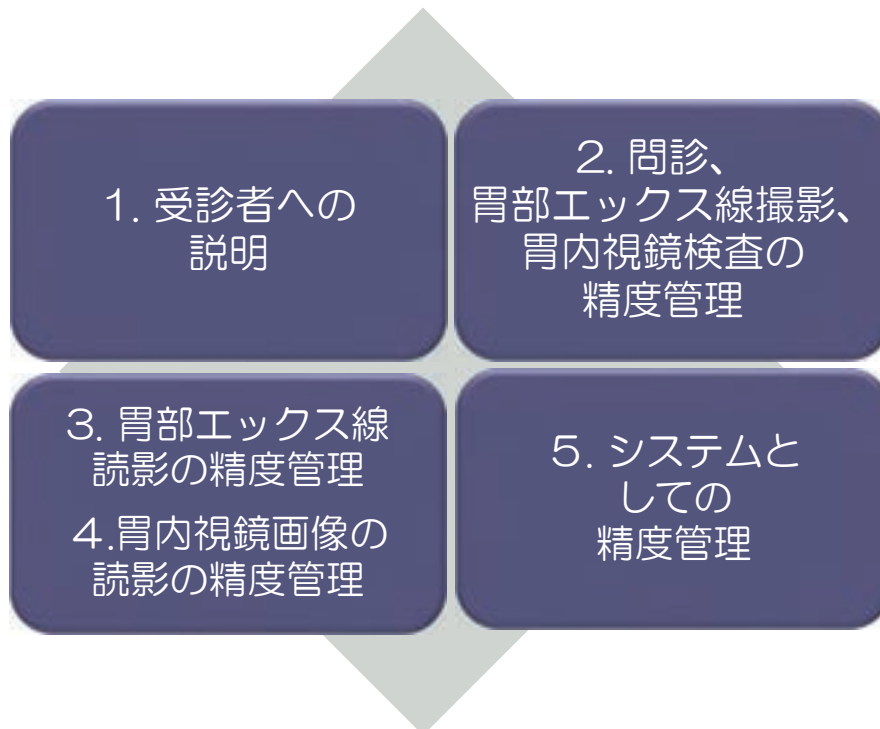 1. 受診者への
説明
2. 問診、
胃部エックス線撮影、
胃内視鏡検査の
精度管理
3. 胃部エックス線
読影の精度管理
4.胃内視鏡画像の
読影の精度管理
5. システムと
しての
精度管理